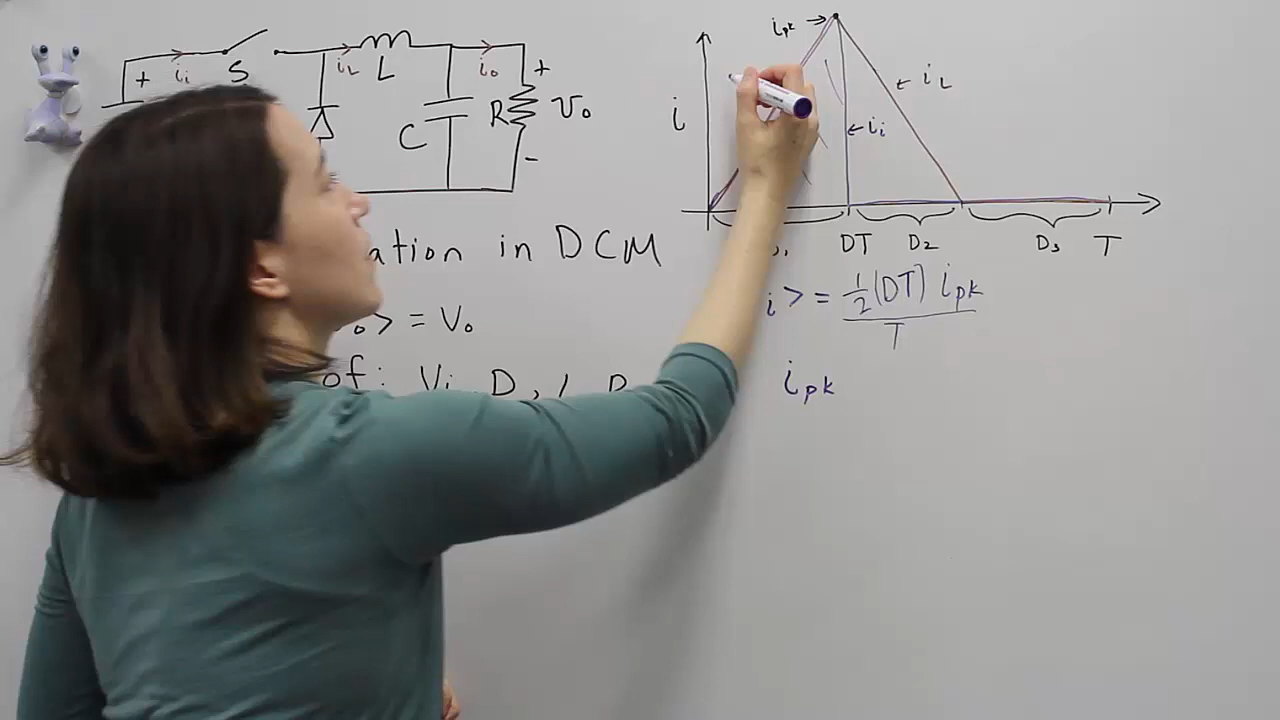 + i_i S i_L L i_o +
C R v_o
-
i_pk
i_L
i
i_i
DT D_2 D_3 T
ation in DCM
i > = ½(DT) i_pk / T
o> = V_o
of: V_i D, L R
i_pk